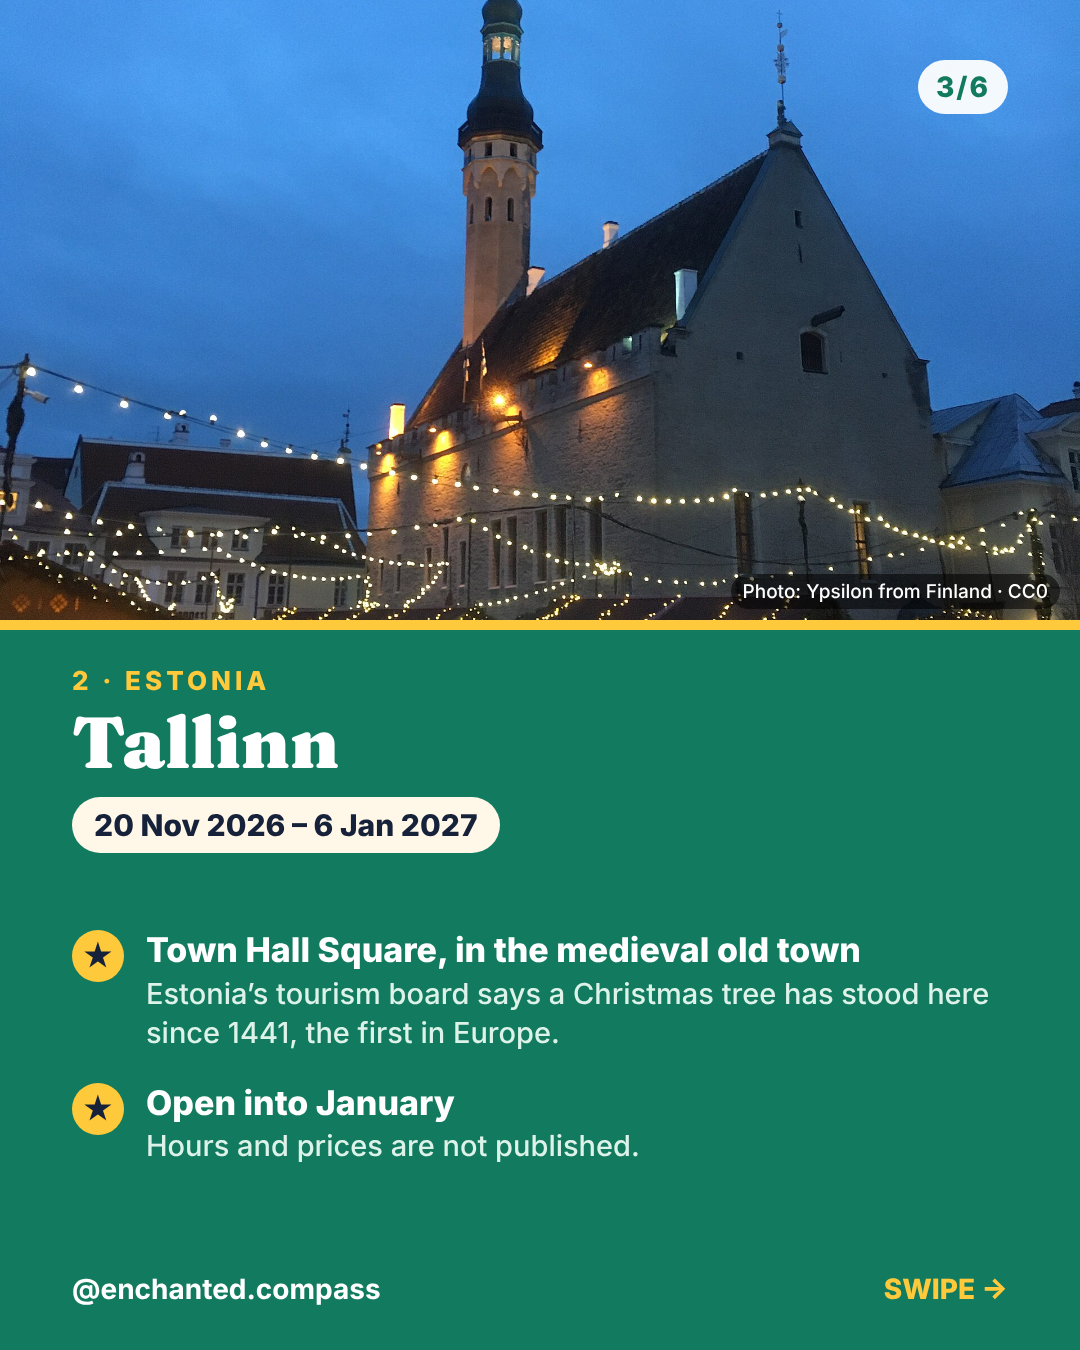 3/6
Photo: Ypsilon from Finland · CC0
2 · ESTONIA
Tallinn
20 Nov 2026 – 6 Jan 2027
★ Town Hall Square, in the medieval old town
Estonia’s tourism board says a Christmas tree has stood here
since 1441, the first in Europe.
★ Open into January
Hours and prices are not published.
@enchanted.compass
SWIPE →